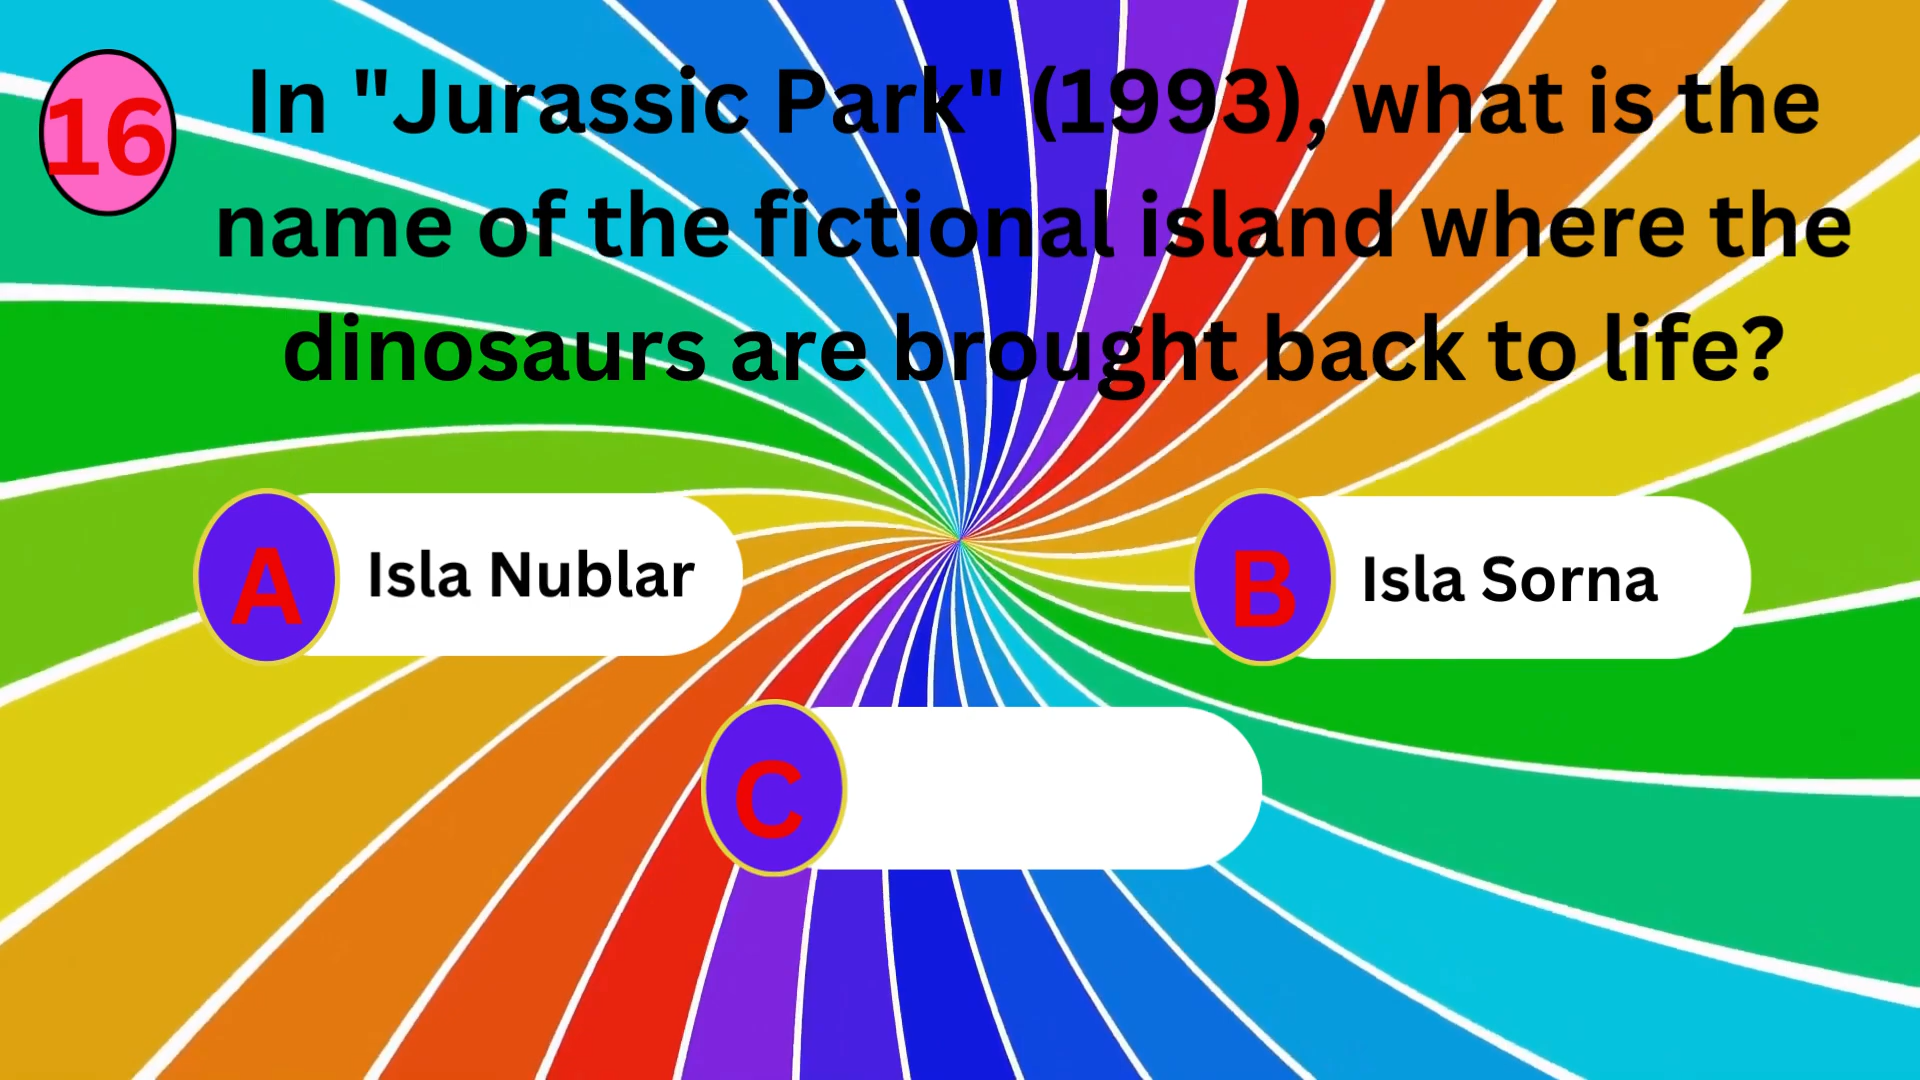 16
In "Jurassic Park" (1993), what is the
name of the fictional island where the
dinosaurs are brought back to life?
A Isla Nublar
B Isla Sorna
C